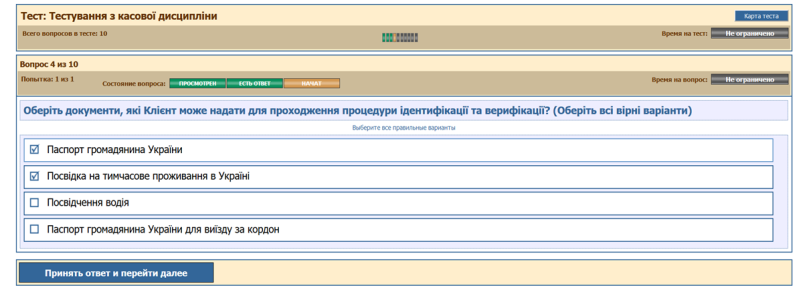 Тест: Тестування з касової дисципліни
Карта теста
Всего вопросов в тесте: 10
Время на тест: Не ограничено
Вопрос 4 из 10
Попытка: 1 из 1
Состояние вопроса: ПРОСМОТРЕН ЕСТЬ ОТВЕТ НАЧАТ
Время на вопрос: Не ограничено
Оберіть документи, які Клієнт може надати для проходження процедури ідентифікації та верифікації? (Оберіть всі вірні варіанти)
Выберите все правильные варианты
Паспорт громадянина України
Посвідка на тимчасове проживання в Україні
Посвідчення водія
Паспорт громадянина України для виїзду за кордон
Принять ответ и перейти далее